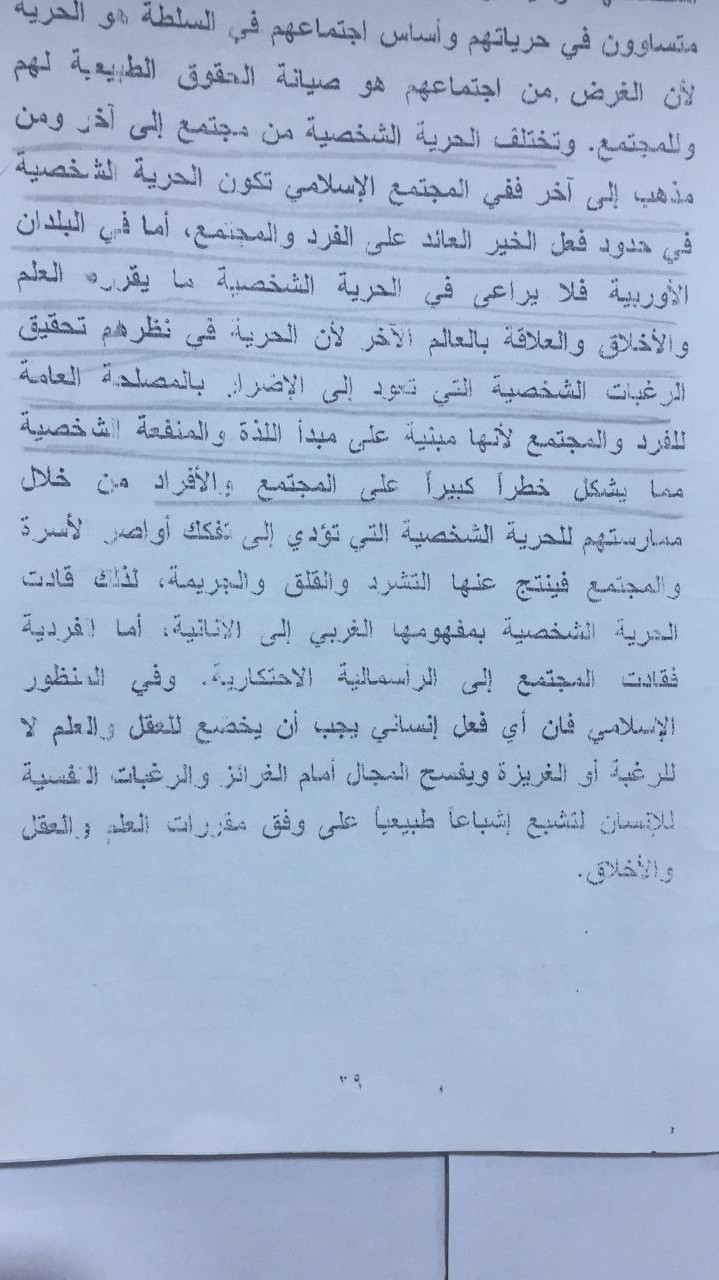 متساوون في حرياتهم وأساس اجتماعهم في السلطة هو الحرية
لأن الغرض من اجتماعهم هو صيانة الحقوق الطبيعية لهم
وللمجتمع. وتختلف الحرية الشخصية من مجتمع إلى آخر ومن
مذهب إلى آخر ففي المجتمع الإسلامي تكون الحرية الشخصية
في حدود فعل الخير العائد على الفرد والمجتمع، أما في البلدان
الأوربية فلا يراعى في الحرية الشخصية ما يقرره العلم
والأخلاق والعلاقة بالعالم الآخر لأن الحرية في نظرهم تحقيق
الرغبات الشخصية التي تعود إلى الإضرار بالمصلحة العامة
للفرد والمجتمع لأنها مبنية على مبدأ اللذة والمنفعة الشخصية
مما يشكل خطراً كبيراً على المجتمع والأفراد من خلال
ممارستهم للحرية الشخصية التي تؤدي إلى تفكك أواصر لأسرة
والمجتمع فينتج عنها التشرد والقلق والجريمة، لذلك قادت
الحرية الشخصية بمفهومها الغربي إلى الأنانية، أما الفردية
فقادت المجتمع إلى الرأسمالية الاحتكارية. وفي المنظور
الإسلامي فان أي فعل إنساني يجب أن يخضع للعقل والعلم لا
للرغبة أو الغريزة ويفسح المجال أمام الغرائز والرغبات النفسية
للإنسان لتشبع إشباعاً طبيعياً على وفق مقررات العلم والعقل
والأخلاق.
٣٩